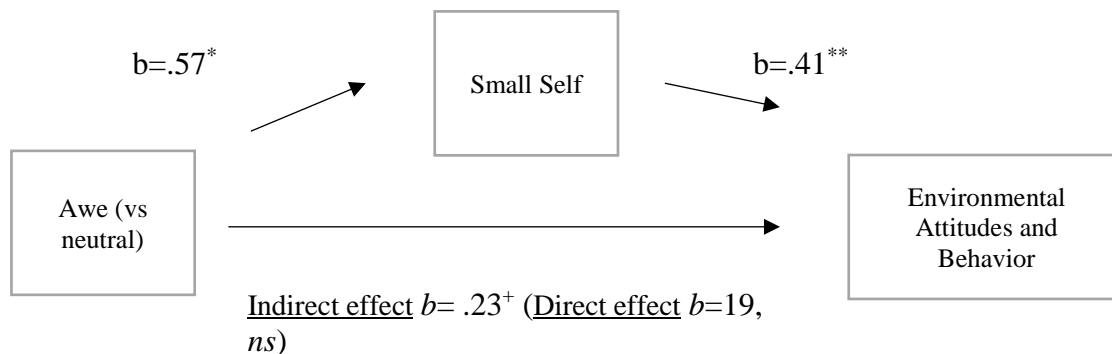 b=.57*
Small Self
b=.41**
Awe (vs
neutral)
Environmental
Attitudes and
Behavior
Indirect effect b= .23+ (Direct effect b=19,
ns)